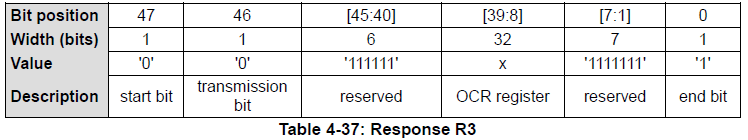 Bit position 47 46 [45:40] [39:8] [7:1] 0
Width (bits) 1 1 6 32 7 1
Value '0' '0' '111111' x '1111111' '1'
Description start bit transmission bit reserved OCR register reserved end bit
Table 4-37: Response R3